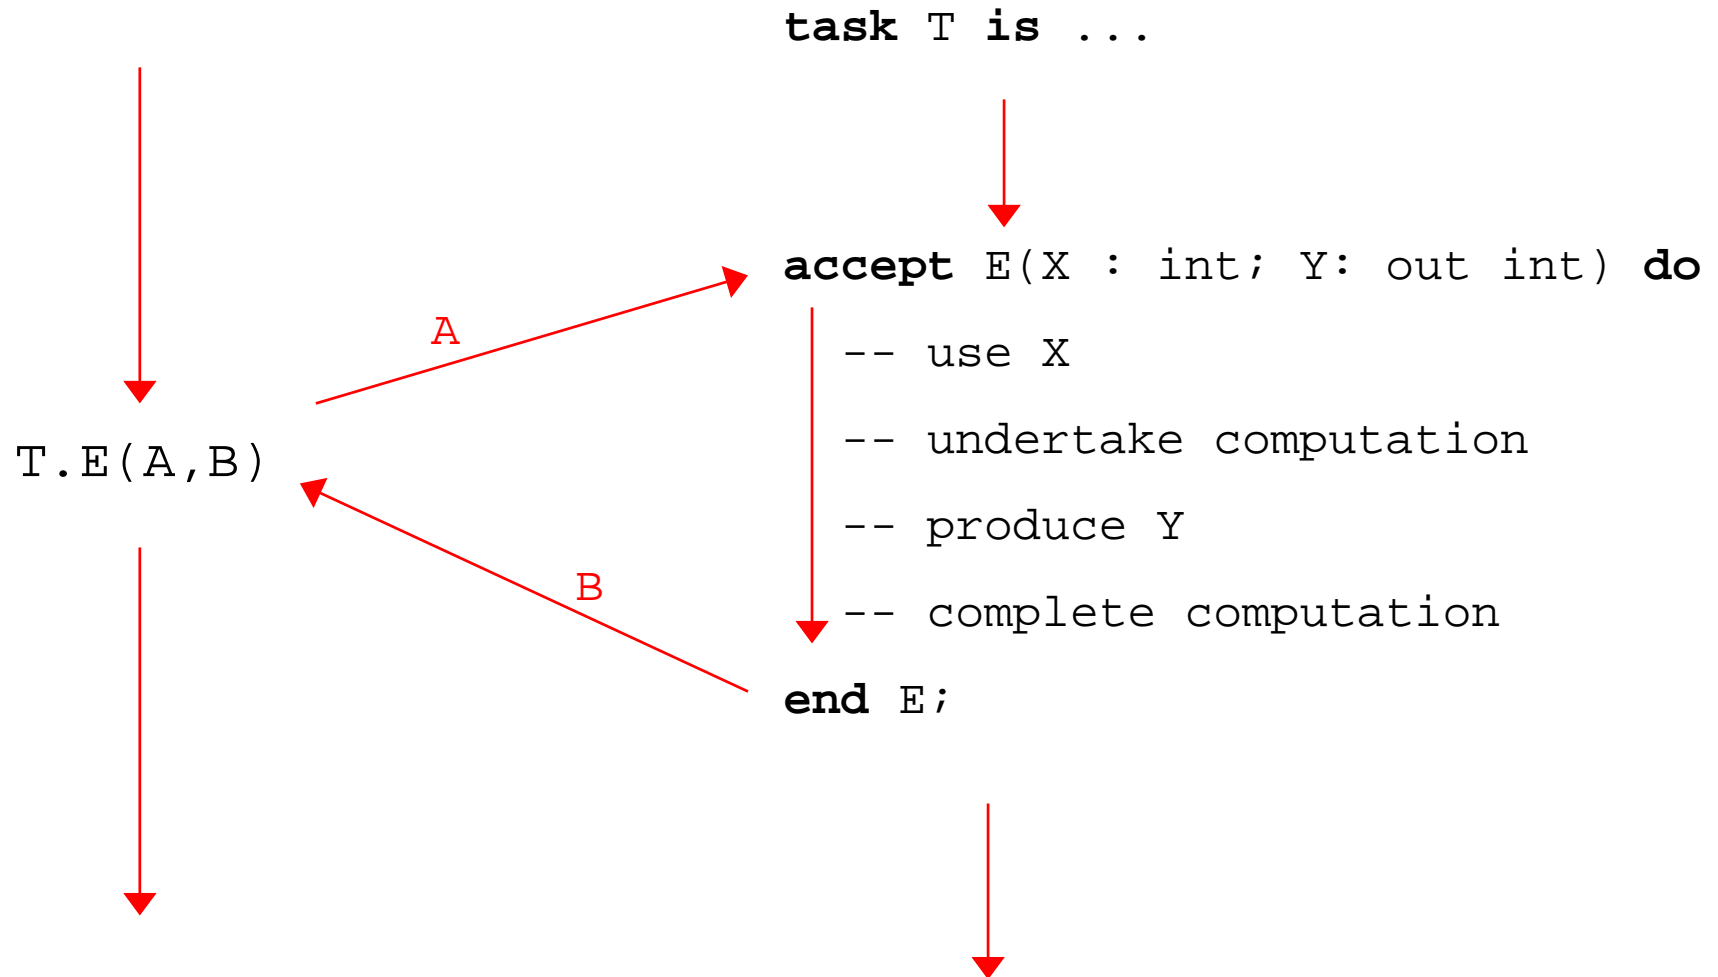 task T is ...
accept E(X : int; Y: out int) do
A
-- use X
-- undertake computation
T.E(A,B)
-- produce Y
B
-- complete computation
end E;